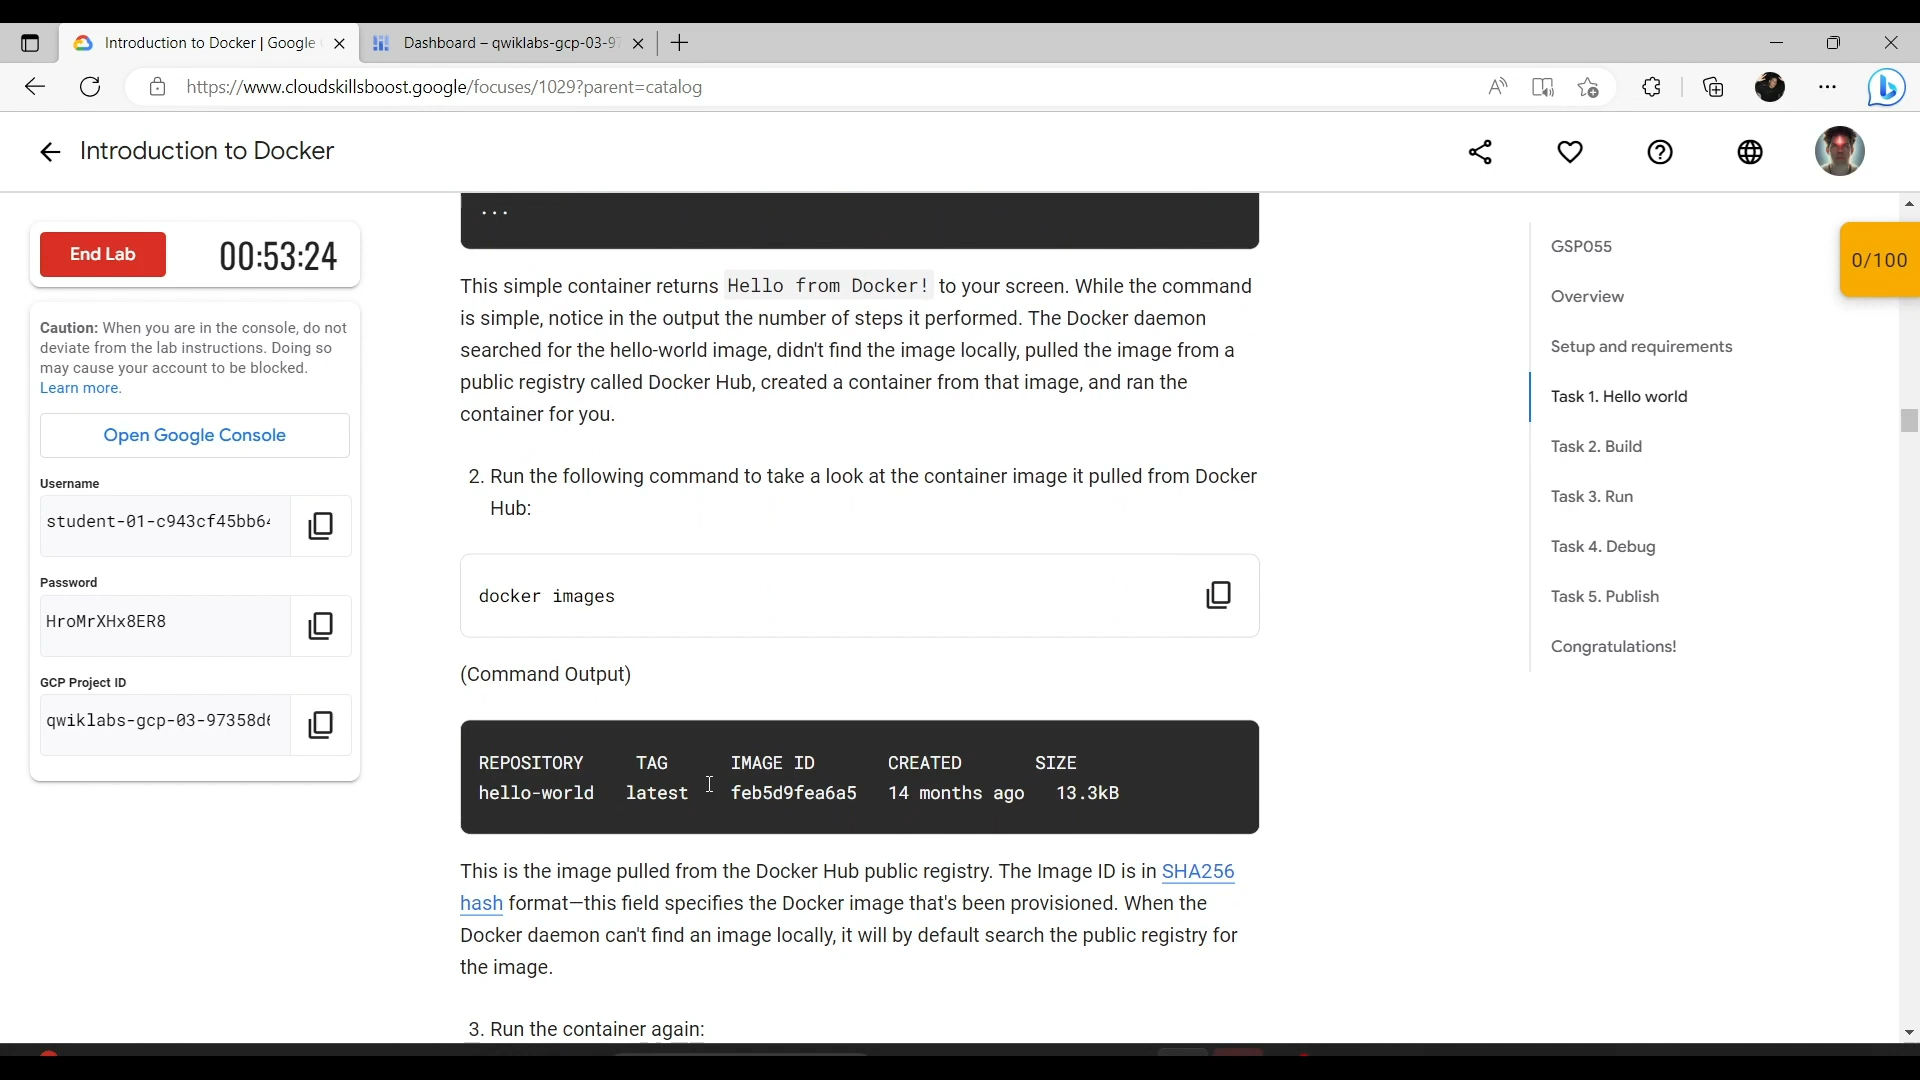 Introduction to Docker | Google
Dashboard – qwiklabs-gcp-03-97
https://www.cloudskillsboost.google/focuses/1029?parent=catalog
Introduction to Docker
End Lab
00:53:24
Caution: When you are in the console, do not
deviate from the lab instructions. Doing so
may cause your account to be blocked.
Learn more.
Open Google Console
Username
student-01-c943cf45bb64
Password
HroMrXHx8ER8
GCP Project ID
qwiklabs-gcp-03-97358d6
...
This simple container returns Hello from Docker! to your screen. While the command
is simple, notice in the output the number of steps it performed. The Docker daemon
searched for the hello-world image, didn't find the image locally, pulled the image from a
public registry called Docker Hub, created a container from that image, and ran the
container for you.
2. Run the following command to take a look at the container image it pulled from Docker
Hub:
docker images
(Command Output)
REPOSITORY TAG IMAGE ID CREATED SIZE
hello-world latest feb5d9fea6a5 14 months ago 13.3kB
This is the image pulled from the Docker Hub public registry. The Image ID is in SHA256
hash format—this field specifies the Docker image that's been provisioned. When the
Docker daemon can't find an image locally, it will by default search the public registry for
the image.
3. Run the container again:
GSP055
Overview
Setup and requirements
Task 1. Hello world
Task 2. Build
Task 3. Run
Task 4. Debug
Task 5. Publish
Congratulations!
0/100